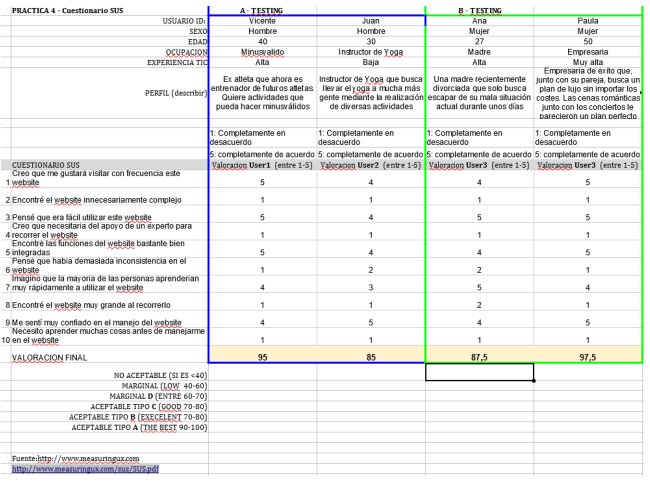 PRACTICA 4 - Cuestionario SUS A - TESTING B - TESTING
USUARIO ID: Vicente Juan Ana Paula
SEXO Hombre Hombre Mujer Mujer
EDAD 40 30 27 50
OCUPACION Minusvalido Instructor de Yoga Madre Empresaria
EXPERIENCIA TIC Alta Baja Alta Muy alta
PERFIL (describir)
Ex atleta que ahora es
entrenador de futuros atletas
Quiere actividades que
pueda hacer minusválidos
Instructor de Yoga que busca
llevar el yoga a mucha más
gente mediante la realización
de diversas actividades
Una madre recientemente
divorciada que solo busca
escapar de su mala situación
actual durante unos días
Empresaria de éxito que,
junto con su pareja, busca un
plan de lujo sin importar los
costes. Las cenas románticas
junto con los conciertos le
parecieron un plan perfecto
1: Completamente en
desacuerdo
5: completamente de acuerdo
1: Completamente en
desacuerdo
5: completamente de acuerdo
1: Completamente en
desacuerdo
5: completamente de acuerdo
1: Completamente en
desacuerdo
5: completamente de acuerdo
CUESTIONARIO SUS Valoracion User1 (entre 1-5) Valoracion User2 (entre 1-5) Valoracion User3 (entre 1-5) Valoracion User3 (entre 1-5)
Creo que me gustará visitar con frecuencia este
1 website 5 4 4 5
2 Encontré el website innecesariamente complejo 1 1 1 1
3 Pensé que era fácil utilizar este website 5 4 5 5
Creo que necesitaria del apoyo de un experto para
4 recorrer el website 1 1 1 1
Encontré las funciones del website bastante bien
5 integradas 5 4 4 5
Pensé que había demasiada inconsistencia en el
6 website 1 2 2 1
Imagino que la mayoria de las personas aprenderian
7 muy rápidamente a utilizar el website 4 3 5 4
8 Encontré el website muy grande al recorrerlo 1 1 2 1
9 Me sentí muy confiado en el manejo del website 4 5 4 5
Necesito aprender muchas cosas antes de manejarme
10 en el website 1 1 1 1
VALORACION FINAL 95 85 87,5 97,5
NO ACEPTABLE (SI ES <40)
MARGINAL (LOW 40-60)
MARGINAL D (ENTRE 60-70)
ACEPTABLE TIPO C (GOOD 70-80)
ACEPTABLE TIPO B (EXECELENT 70-80)
ACEPTABLE TIPO A (THE BEST 90-100)
Fuente:http://www.measuringux.com
http://www.measuringux.com/sus/SUS.pdf